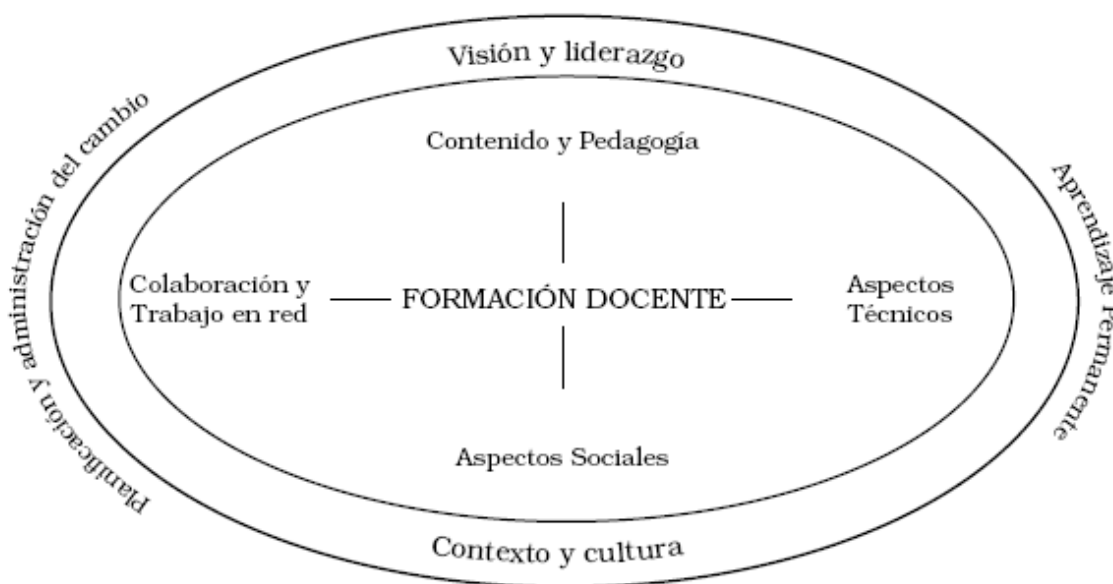 Visión y liderazgo
Contenido y Pedagogía
Planificación y administración del cambio
Colaboración y
Trabajo en red
FORMACIÓN DOCENTE
Aspectos
Técnicos
Aprendizaje Permanente
Aspectos Sociales
Contexto y cultura